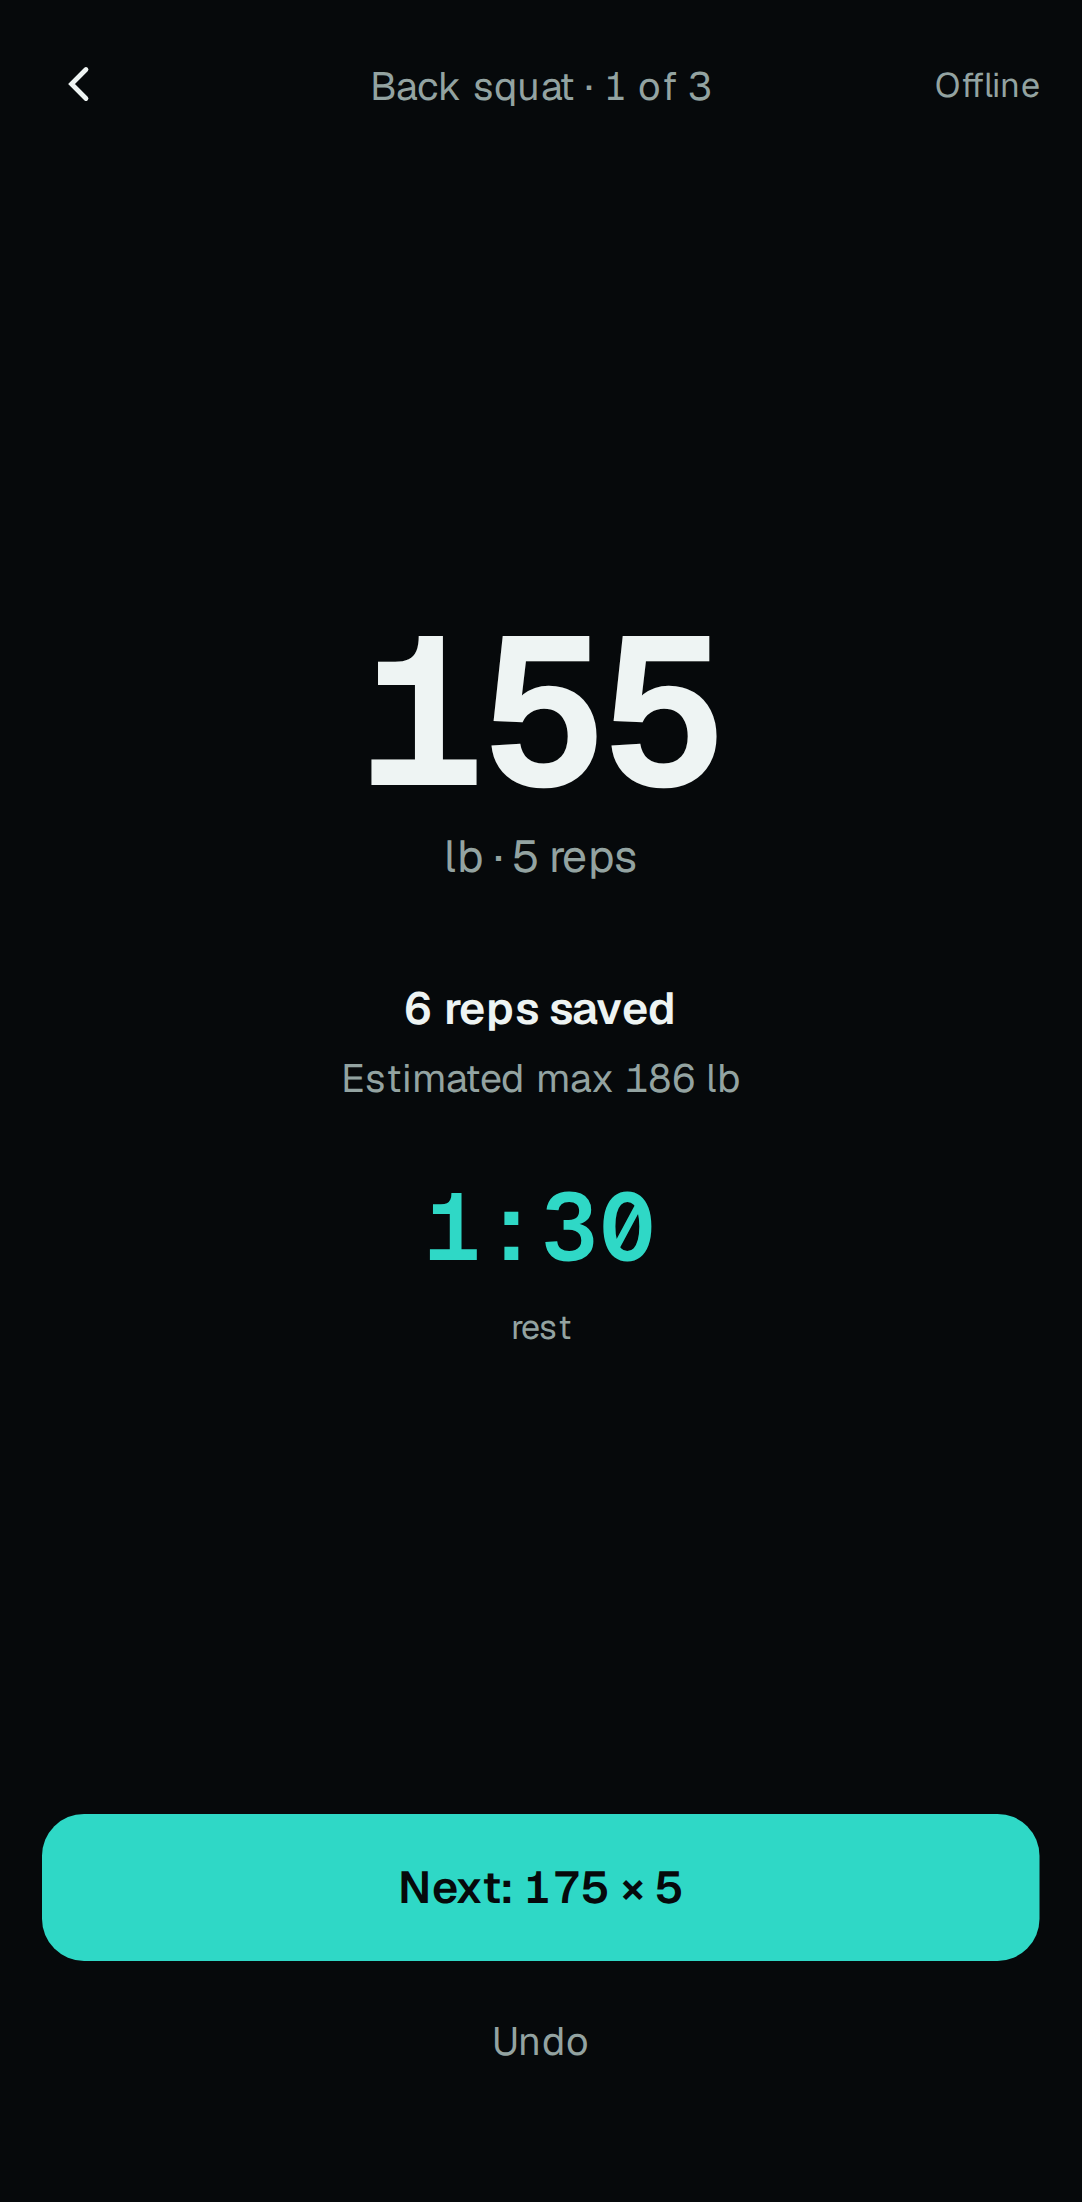 Back squat · 1 of 3
Offline
155
lb · 5 reps
6 reps saved
Estimated max 186 lb
1:30
rest
Next: 175 × 5
Undo